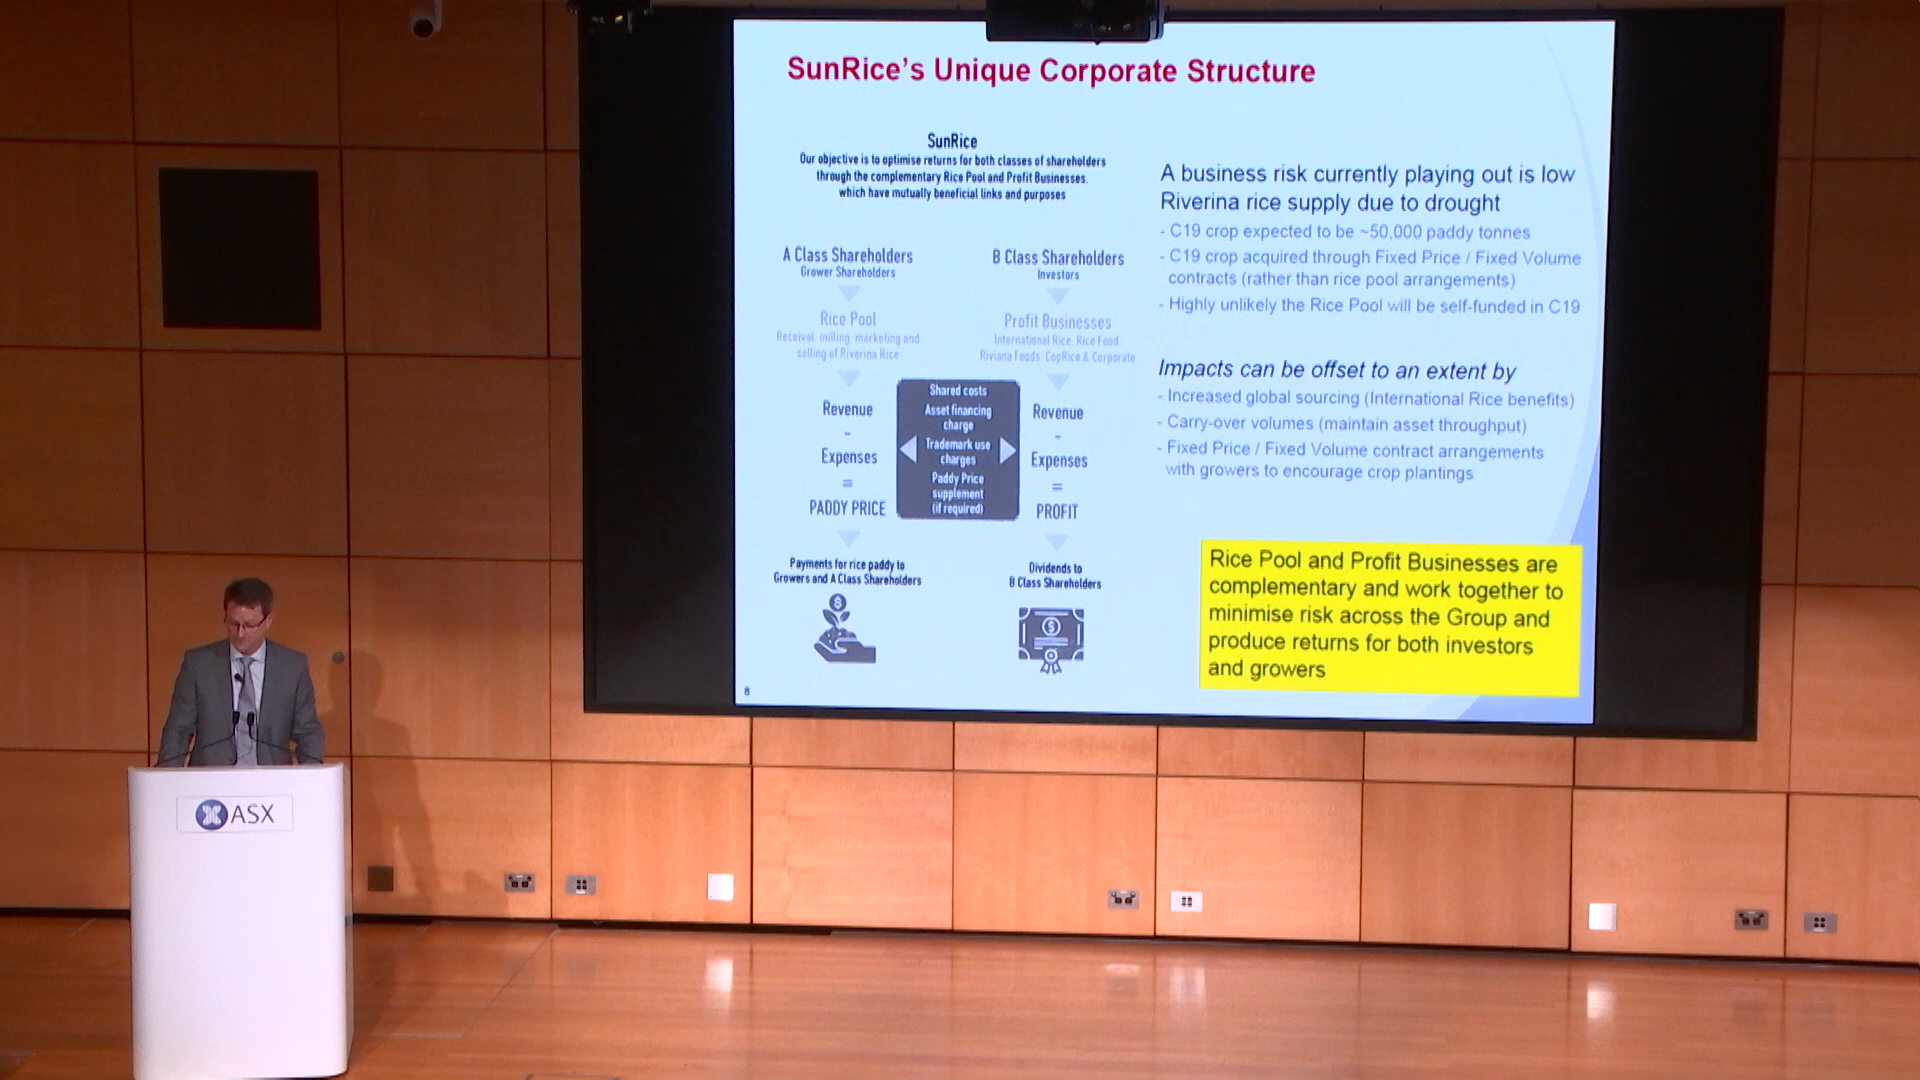 SunRice's Unique Corporate Structure
SunRice
Our objective is to optimise returns for both classes of shareholders
through the complementary Rice Pool and Profit Businesses.
which have mutually beneficial links and purposes
A Class Shareholders
Grower Shareholders
Rice Pool
Receival, milling, marketing and
selling of Riverina Rice
Revenue
-
Expenses
=
PADDY PRICE
Payments for rice paddy to
Growers and A Class Shareholders
Shared costs
Asset financing
charge
Trademark use
charges
Paddy Price
supplement
(if required)
B Class Shareholders
Investors
Profit Businesses
International Rice, Rice Food
Riviana Foods, CopRice & Corporate
Revenue
-
Expenses
=
PROFIT
Dividends to
B Class Shareholders
A business risk currently playing out is low
Riverina rice supply due to drought
- C19 crop expected to be ~50,000 paddy tonnes
- C19 crop acquired through Fixed Price / Fixed Volume
contracts (rather than rice pool arrangements)
- Highly unlikely the Rice Pool will be self-funded in C19
Impacts can be offset to an extent by
- Increased global sourcing (International Rice benefits)
- Carry-over volumes (maintain asset throughput)
- Fixed Price / Fixed Volume contract arrangements
with growers to encourage crop plantings
Rice Pool and Profit Businesses are
complementary and work together to
minimise risk across the Group and
produce returns for both investors
and growers
8
ASX